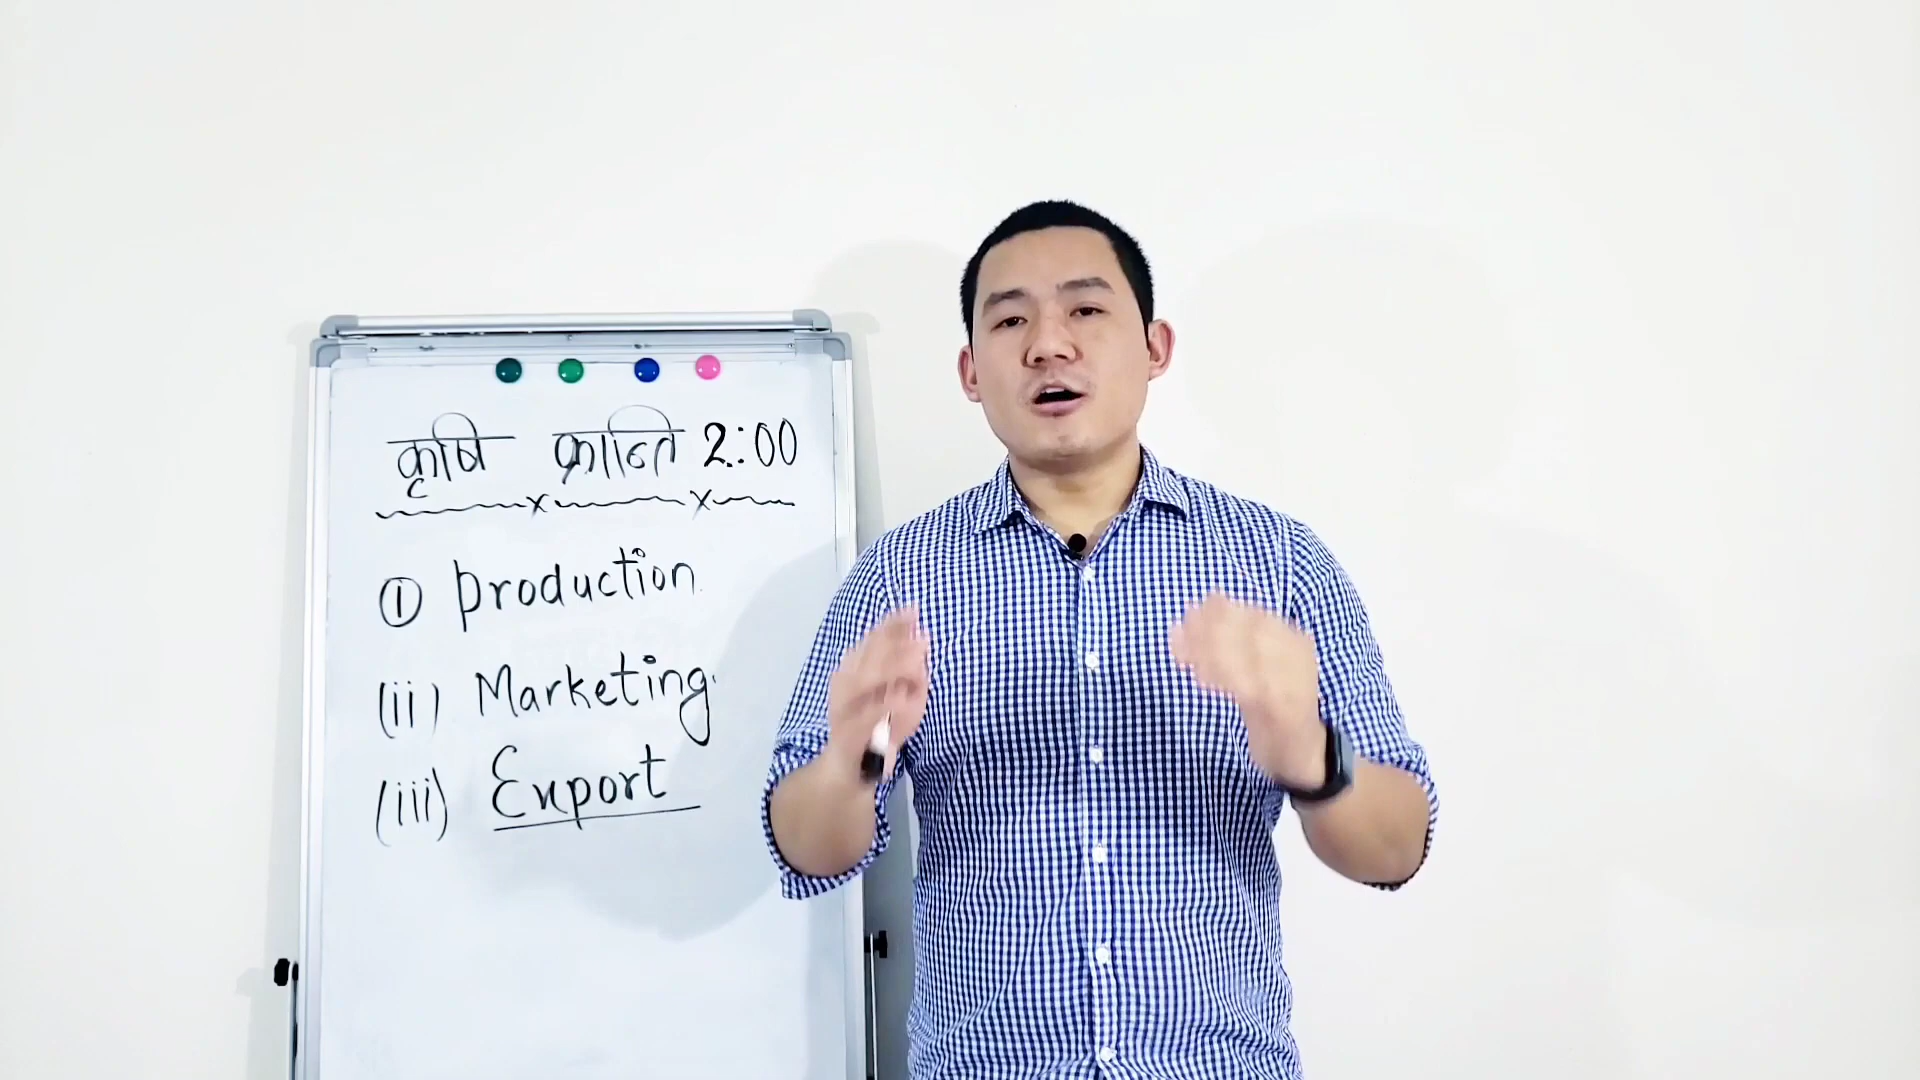 कृषि क्रान्ति 2:00
① production
(ii) Marketing
(iii) Export